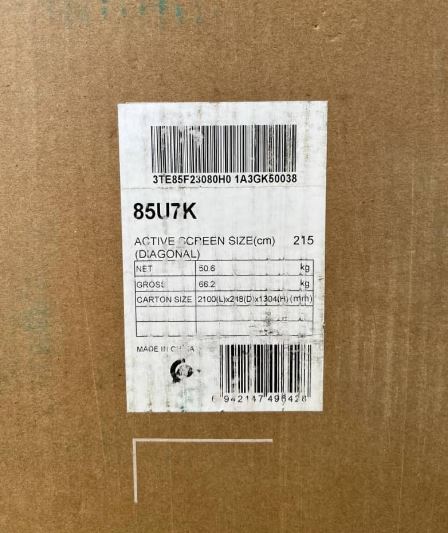 3TE85F23080H0 1A3GK50038
85U7K
ACTIVE SCREEN SIZE(cm) 215
(DIAGONAL)
NET 50.6 kg
GROSS 66.2 kg
CARTON SIZE 2100(L)x218(D)x1304(H) (mm)
MADE IN CHINA
6 942147 496428